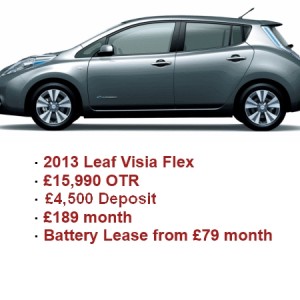 · 2013 Leaf Visia Flex
· £15,990 OTR
· £4,500 Deposit
· £189 month
· Battery Lease from £79 month